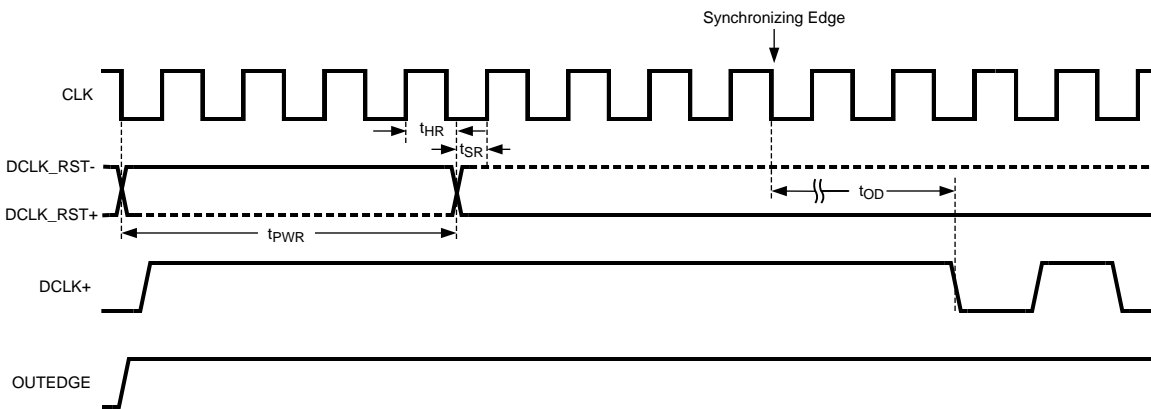 Synchronizing Edge
CLK
tHR
tSR
DCLK_RST-
tOD
DCLK_RST+
tPWR
DCLK+
OUTEDGE